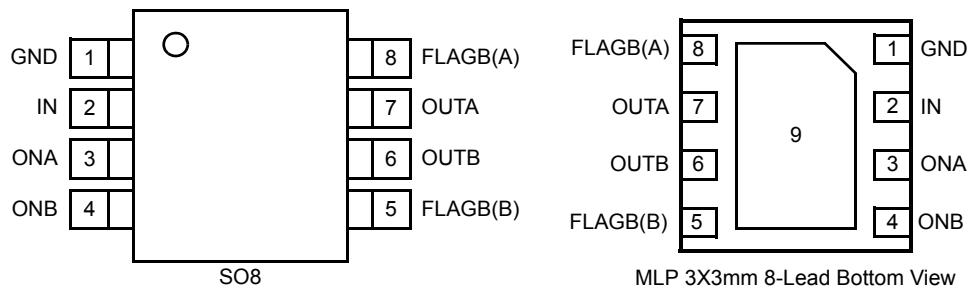 GND 1 8 FLAGB(A)
IN 2 7 OUTA
ONA 3 6 OUTB
ONB 4 5 FLAGB(B)
SO8
FLAGB(A) 8 1 GND
OUTA 7 2 IN
9
OUTB 6 3 ONA
FLAGB(B) 5 4 ONB
MLP 3X3mm 8-Lead Bottom View